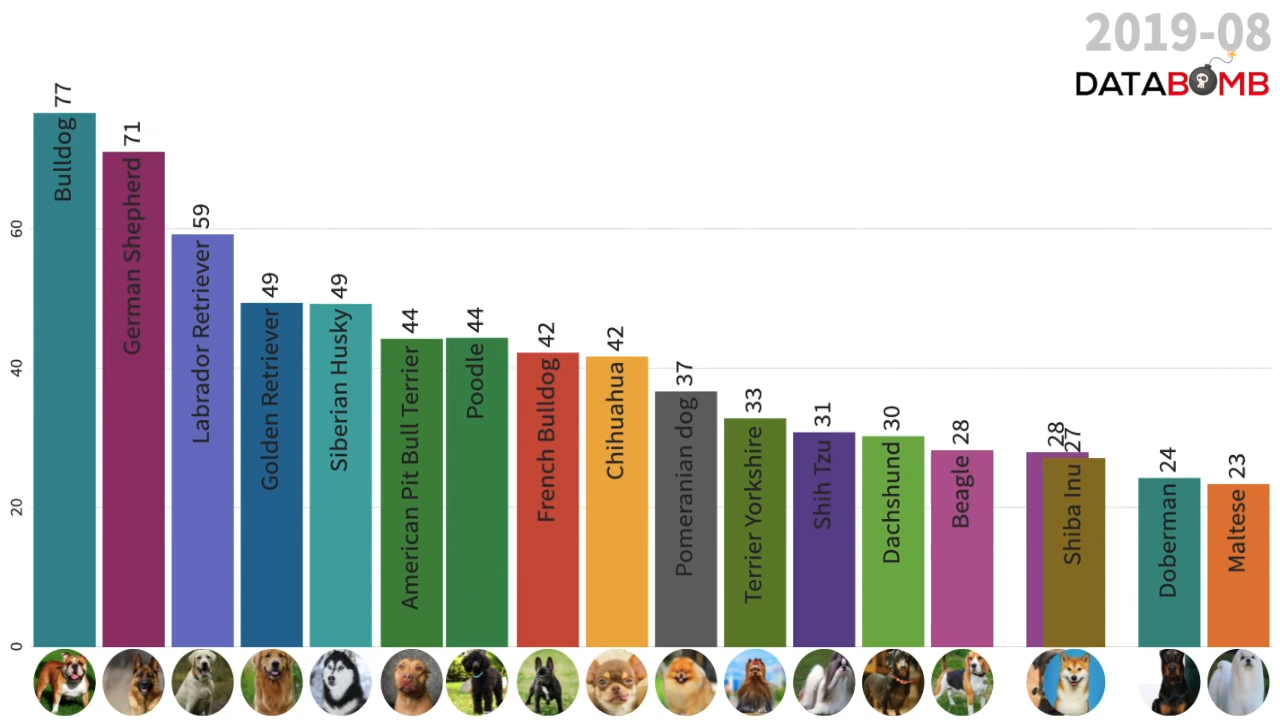 2019-08
DATABOMB
60
40
20
0
Bulldog 77
German Shepherd 71
Labrador Retriever 59
Golden Retriever 49
Siberian Husky 49
American Pit Bull Terrier 44
Poodle 44
French Bulldog 42
Chihuahua 42
Pomeranian dog 37
Terrier Yorkshire 33
Shih Tzu 31
Dachshund 30
Beagle 28
28
Shiba Inu 27
Doberman 24
Maltese 23